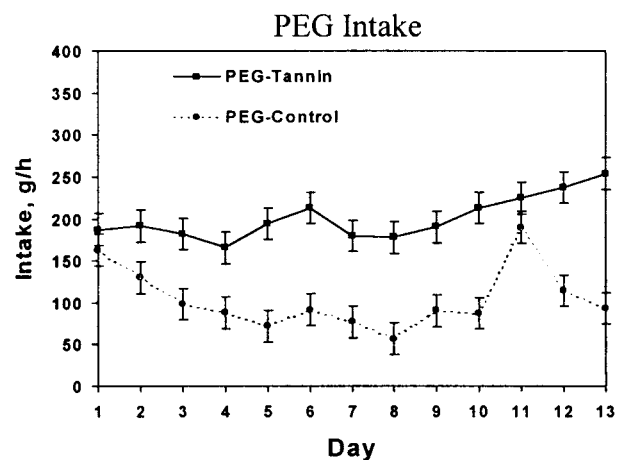 PEG Intake
400
350
300
250
200
150
100
50
0
Intake, g/h
PEG-Tannin
PEG-Control
1 2 3 4 5 6 7 8 9 10 11 12 13
Day